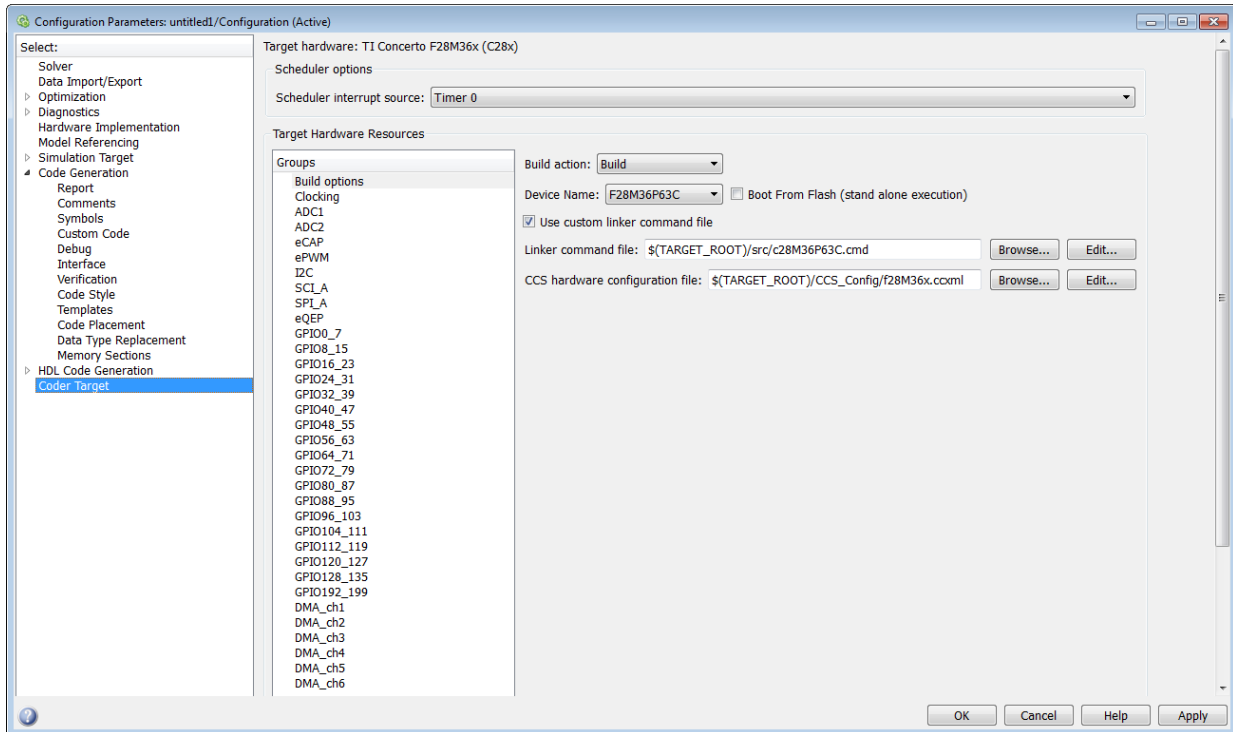 Configuration Parameters: untitled1/Configuration (Active)
Select:
Solver
Data Import/Export
Optimization
Diagnostics
Hardware Implementation
Model Referencing
Simulation Target
Code Generation
Report
Comments
Symbols
Custom Code
Debug
Interface
Verification
Code Style
Templates
Code Placement
Data Type Replacement
Memory Sections
HDL Code Generation
Coder Target
Target hardware: TI Concerto F28M36x (C28x)
Scheduler options
Scheduler interrupt source: Timer 0
Target Hardware Resources
Groups
Build options
Clocking
ADC1
ADC2
eCAP
ePWM
I2C
SCI_A
SPI_A
eQEP
GPIO0_7
GPIO8_15
GPIO16_23
GPIO24_31
GPIO32_39
GPIO40_47
GPIO48_55
GPIO56_63
GPIO64_71
GPIO72_79
GPIO80_87
GPIO88_95
GPIO96_103
GPIO104_111
GPIO112_119
GPIO120_127
GPIO128_135
GPIO192_199
DMA_ch1
DMA_ch2
DMA_ch3
DMA_ch4
DMA_ch5
DMA_ch6
Build action: Build
Device Name: F28M36P63C Boot From Flash (stand alone execution)
Use custom linker command file
Linker command file: $(TARGET_ROOT)/src/c28M36P63C.cmd Browse... Edit...
CCS hardware configuration file: $(TARGET_ROOT)/CCS_Config/f28M36x.ccxml Browse... Edit...
OK Cancel Help Apply